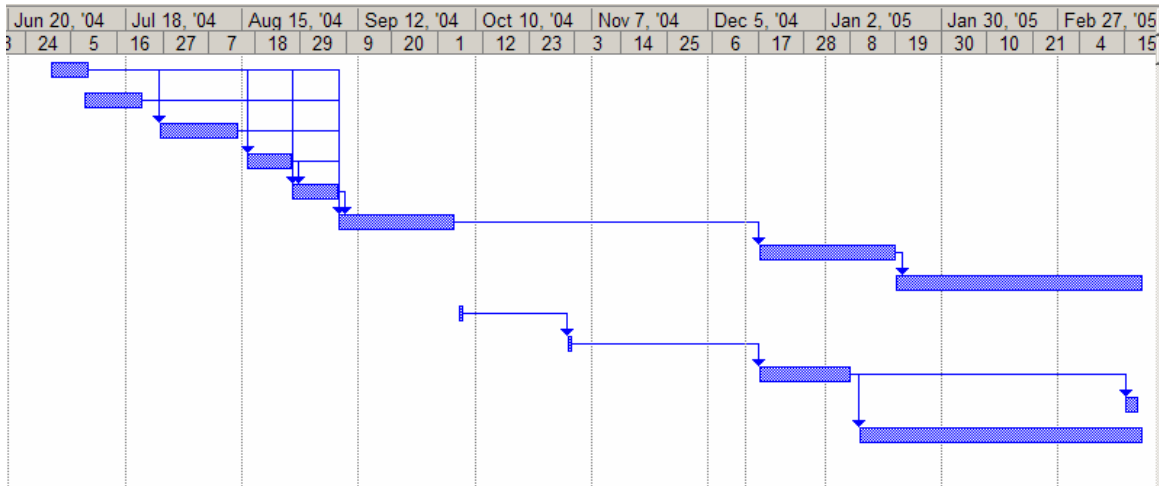 Jun 20, '04 Jul 18, '04 Aug 15, '04 Sep 12, '04 Oct 10, '04 Nov 7, '04 Dec 5, '04 Jan 2, '05 Jan 30, '05 Feb 27, '05
24 5 16 27 7 18 29 9 20 1 12 23 3 14 25 6 17 28 8 19 30 10 21 4 15